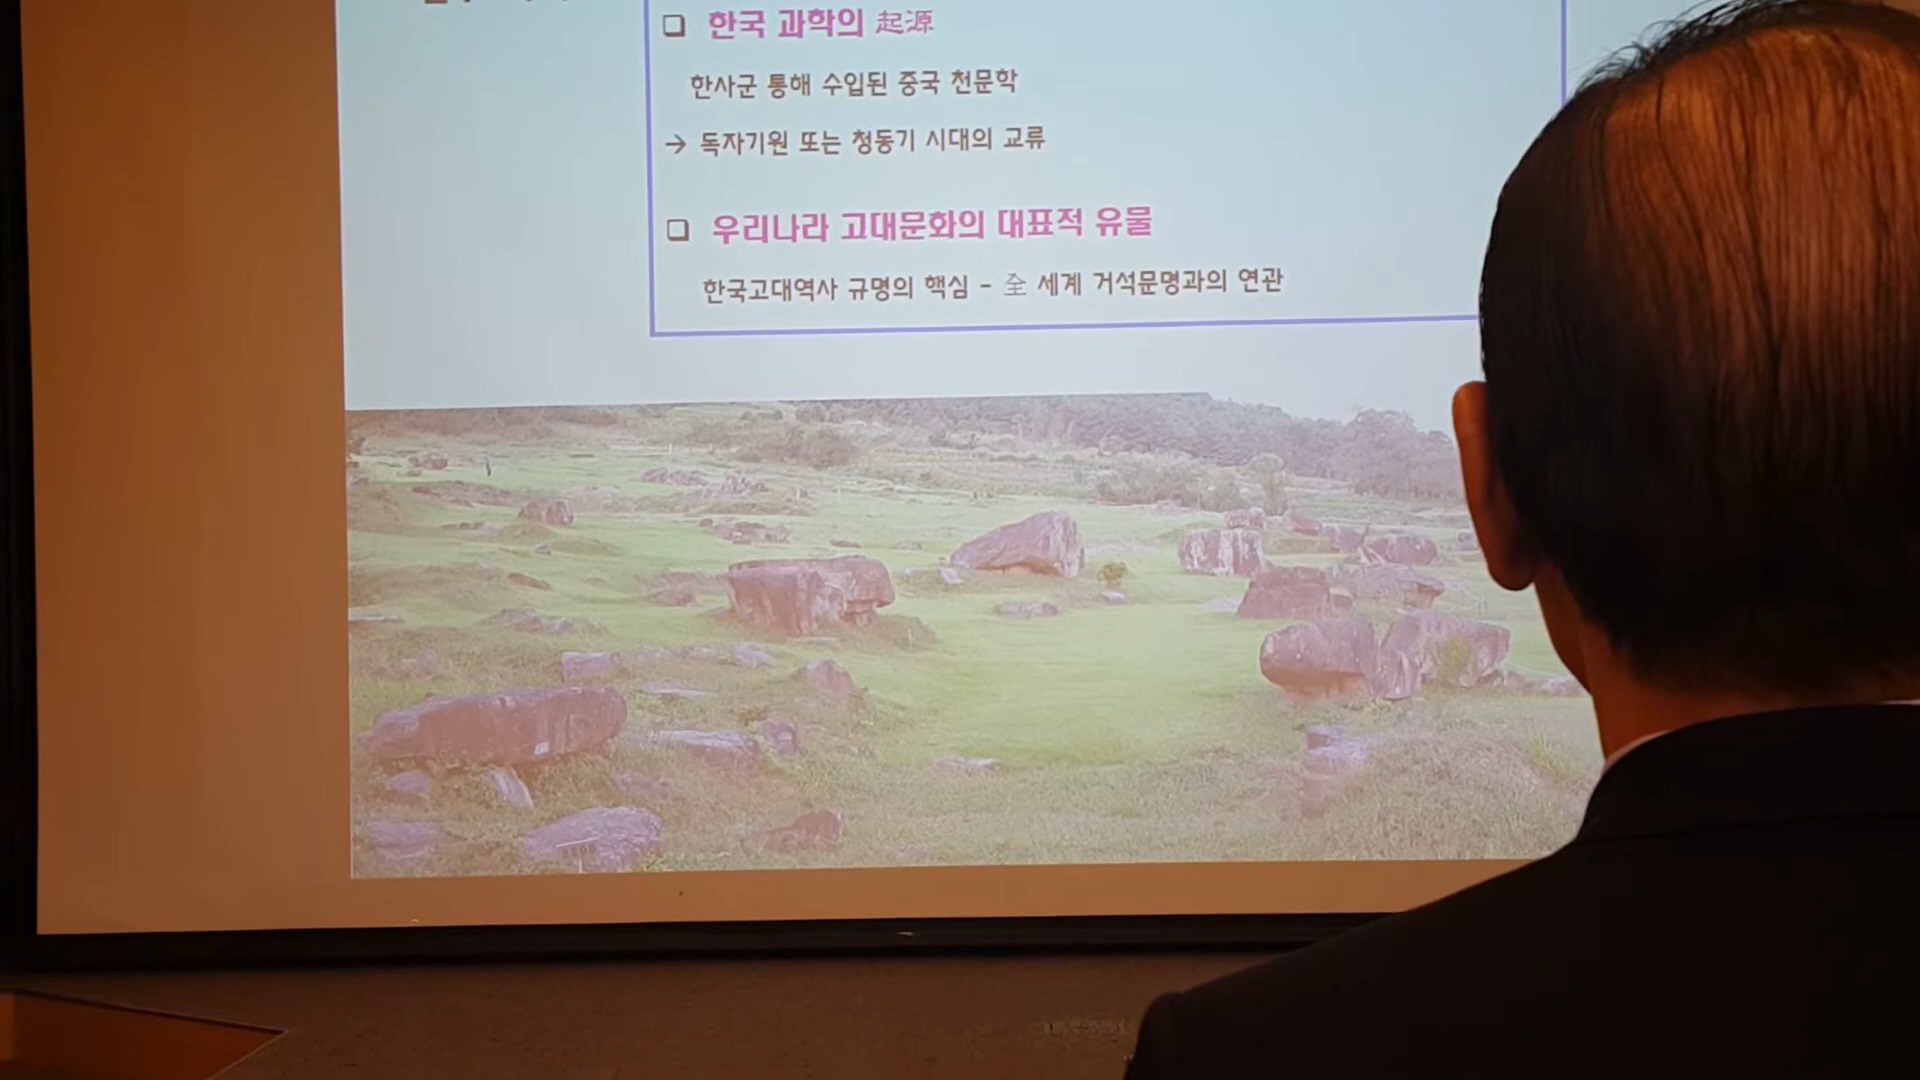 ❏ 한국 과학의 起源
한사군 통해 수입된 중국 천문학
→ 독자기원 또는 청동기 시대의 교류
❏ 우리나라 고대문화의 대표적 유물
한국고대역사 규명의 핵심 - 全 세계 거석문명과의 연관